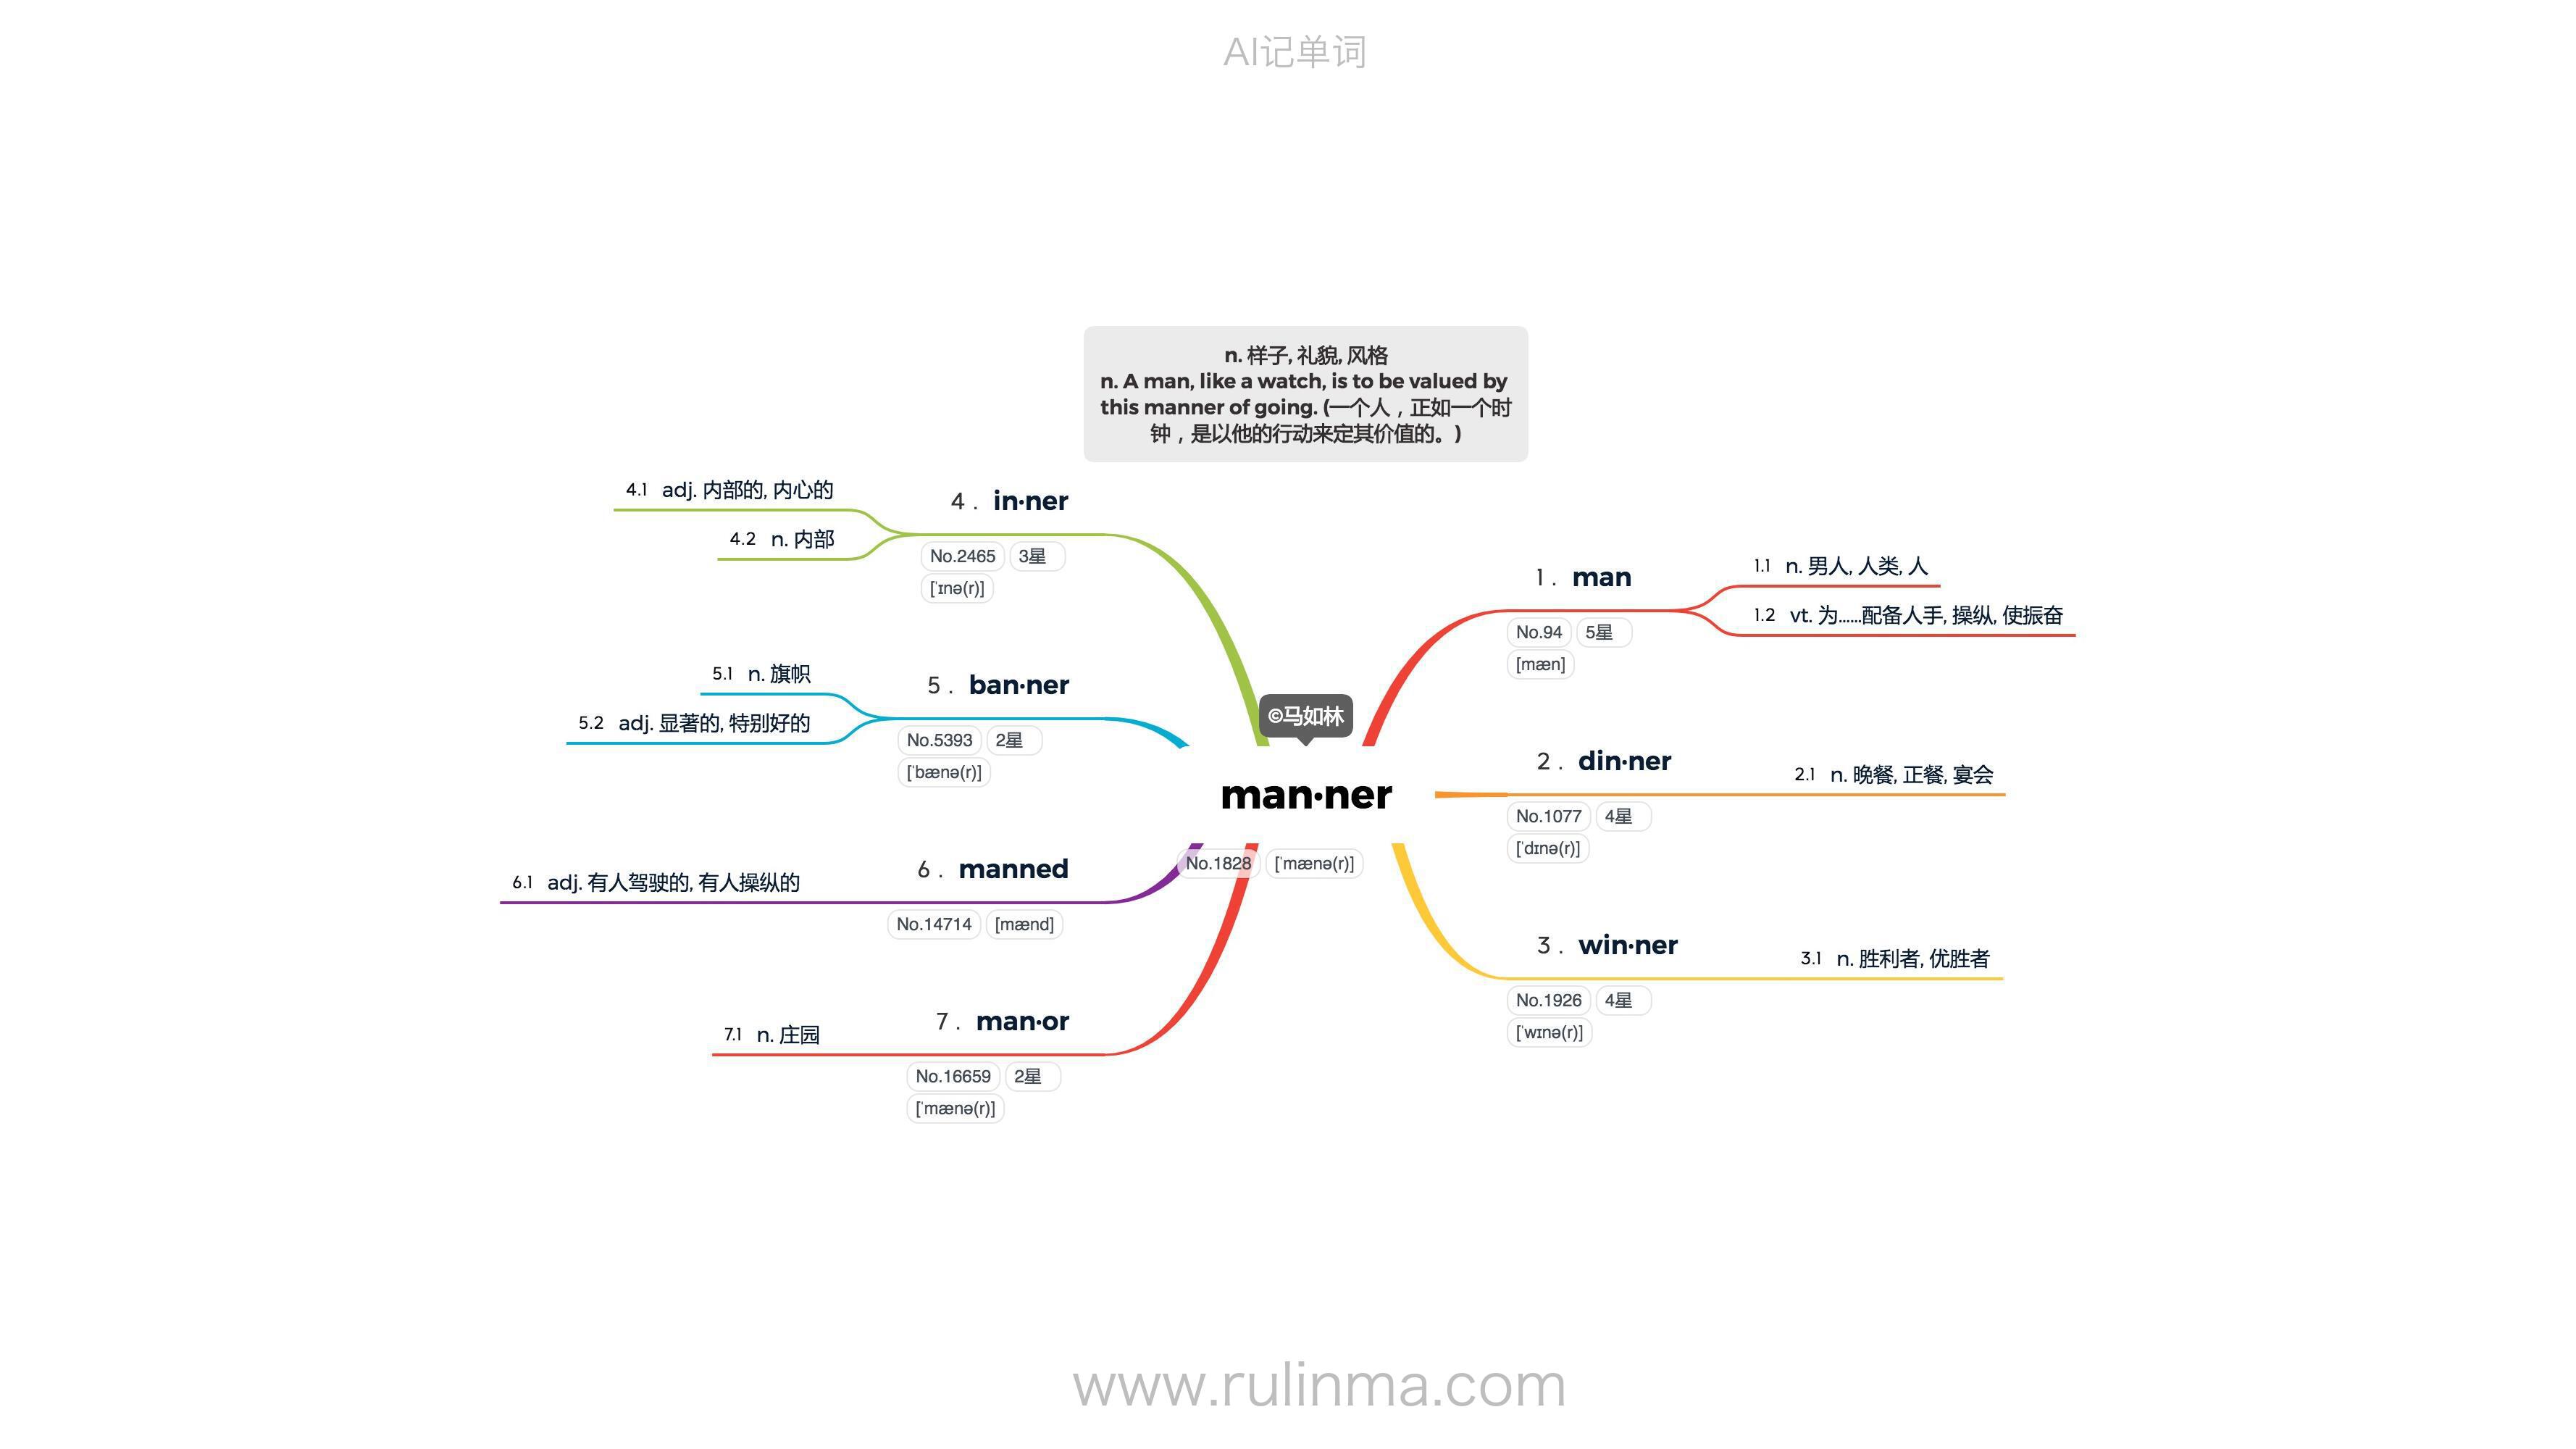 AI记单词
n. 样子, 礼貌, 风格
n. A man, like a watch, is to be valued by
this manner of going. (一个人，正如一个时
钟，是以他的行动来定其价值的。)
©马如林
man·ner
No.1828 [ˈmænə(r)]
1 . man
No.94 5星
[mæn]
1.1 n. 男人, 人类, 人
1.2 vt. 为……配备人手, 操纵, 使振奋
2 . din·ner
No.1077 4星
[ˈdɪnə(r)]
2.1 n. 晚餐, 正餐, 宴会
3 . win·ner
No.1926 4星
[ˈwɪnə(r)]
3.1 n. 胜利者, 优胜者
4 . in·ner
No.2465 3星
[ˈɪnə(r)]
4.1 adj. 内部的, 内心的
4.2 n. 内部
5 . ban·ner
No.5393 2星
[ˈbænə(r)]
5.1 n. 旗帜
5.2 adj. 显著的, 特别好的
6 . manned
No.14714 [mænd]
6.1 adj. 有人驾驶的, 有人操纵的
7 . man·or
No.16659 2星
[ˈmænə(r)]
7.1 n. 庄园
www.rulinma.com